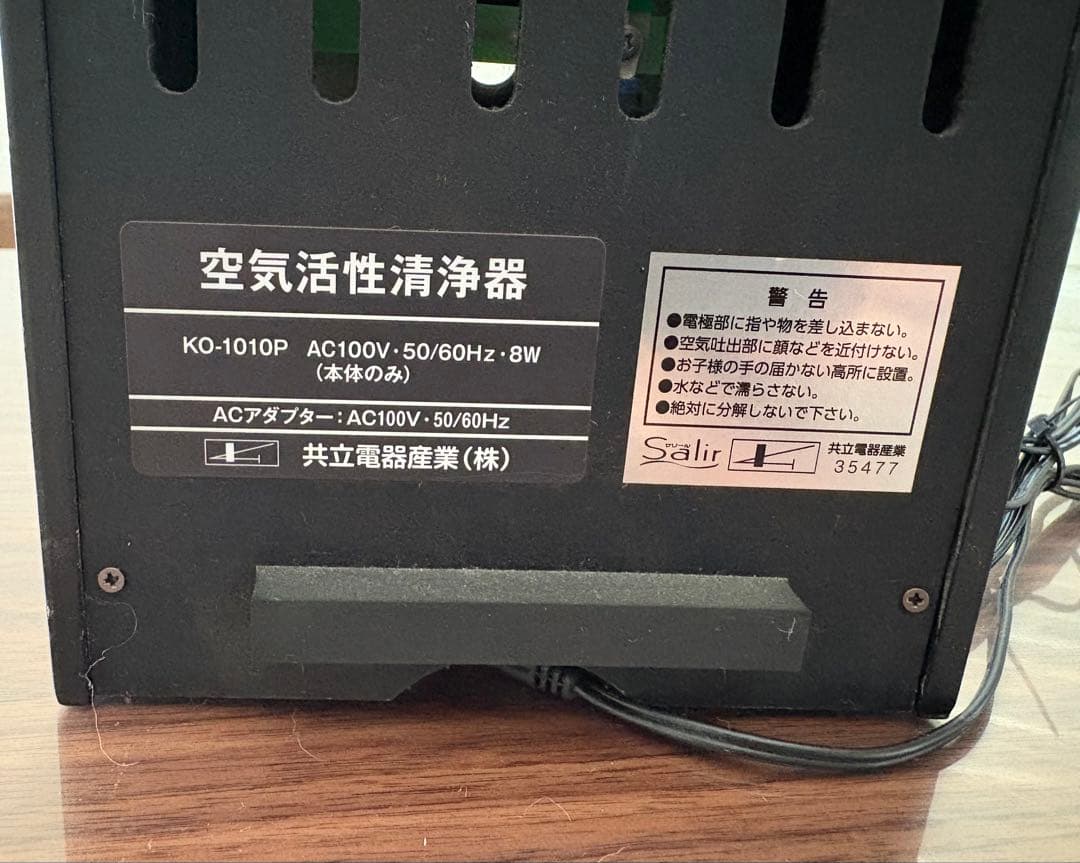 空気活性清浄器
KO-1010P AC100V・50/60Hz・8W
(本体のみ)
ACアダプター:AC100V・50/60Hz
共立電器産業(株)
警告
●電極部に指や物を差し込まない。
●空気吐出部に顔などを近付けない。
●お子様の手の届かない高所に設置。
●水などで濡らさない。
●絶対に分解しないで下さい。
サリール
Salir
共立電器産業
35477